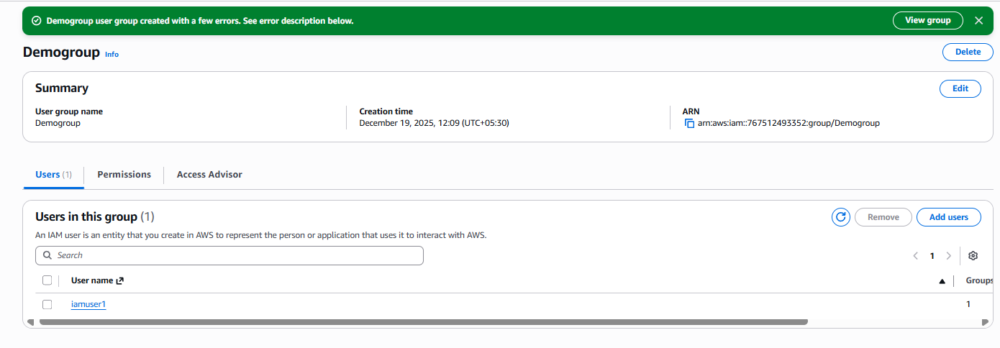 Demogroup user group created with a few errors. See error description below. View group
Demogroup Info Delete
Summary Edit
User group name Creation time ARN
Demogroup December 19, 2025, 12:09 (UTC+05:30) arn:aws:iam::767512493352:group/Demogroup
Users (1) Permissions Access Advisor
Users in this group (1) Remove Add users
An IAM user is an entity that you create in AWS to represent the person or application that uses it to interact with AWS.
Search 1
User name Groups
iamuser1 1